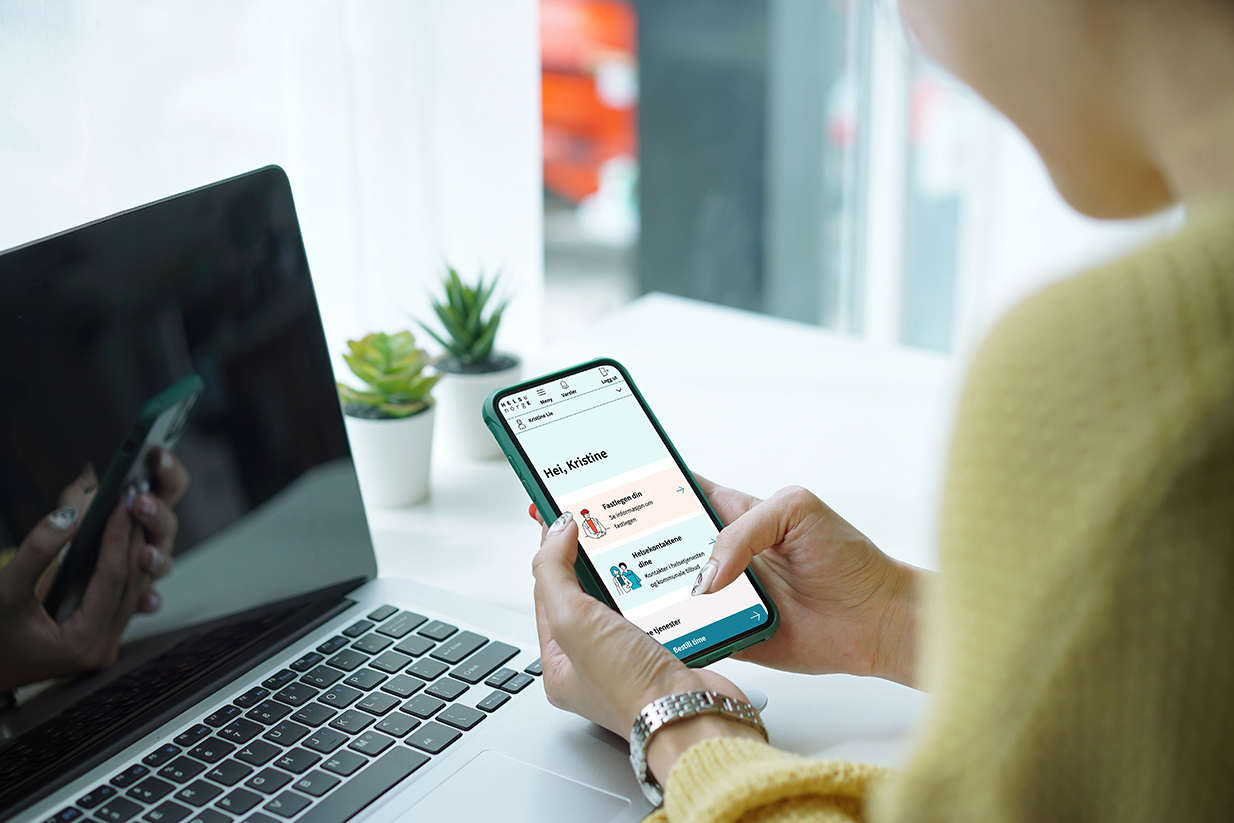 HELSE
norge
Meny
Varsler
Logg ut
Kristine Lie
Hei, Kristine
Fastlegen din
Se informasjon om
fastlegen
Helsekontaktene
dine
Kontakter i helsetjenesten
og kommunale tilbud
tjenester
Bestill time